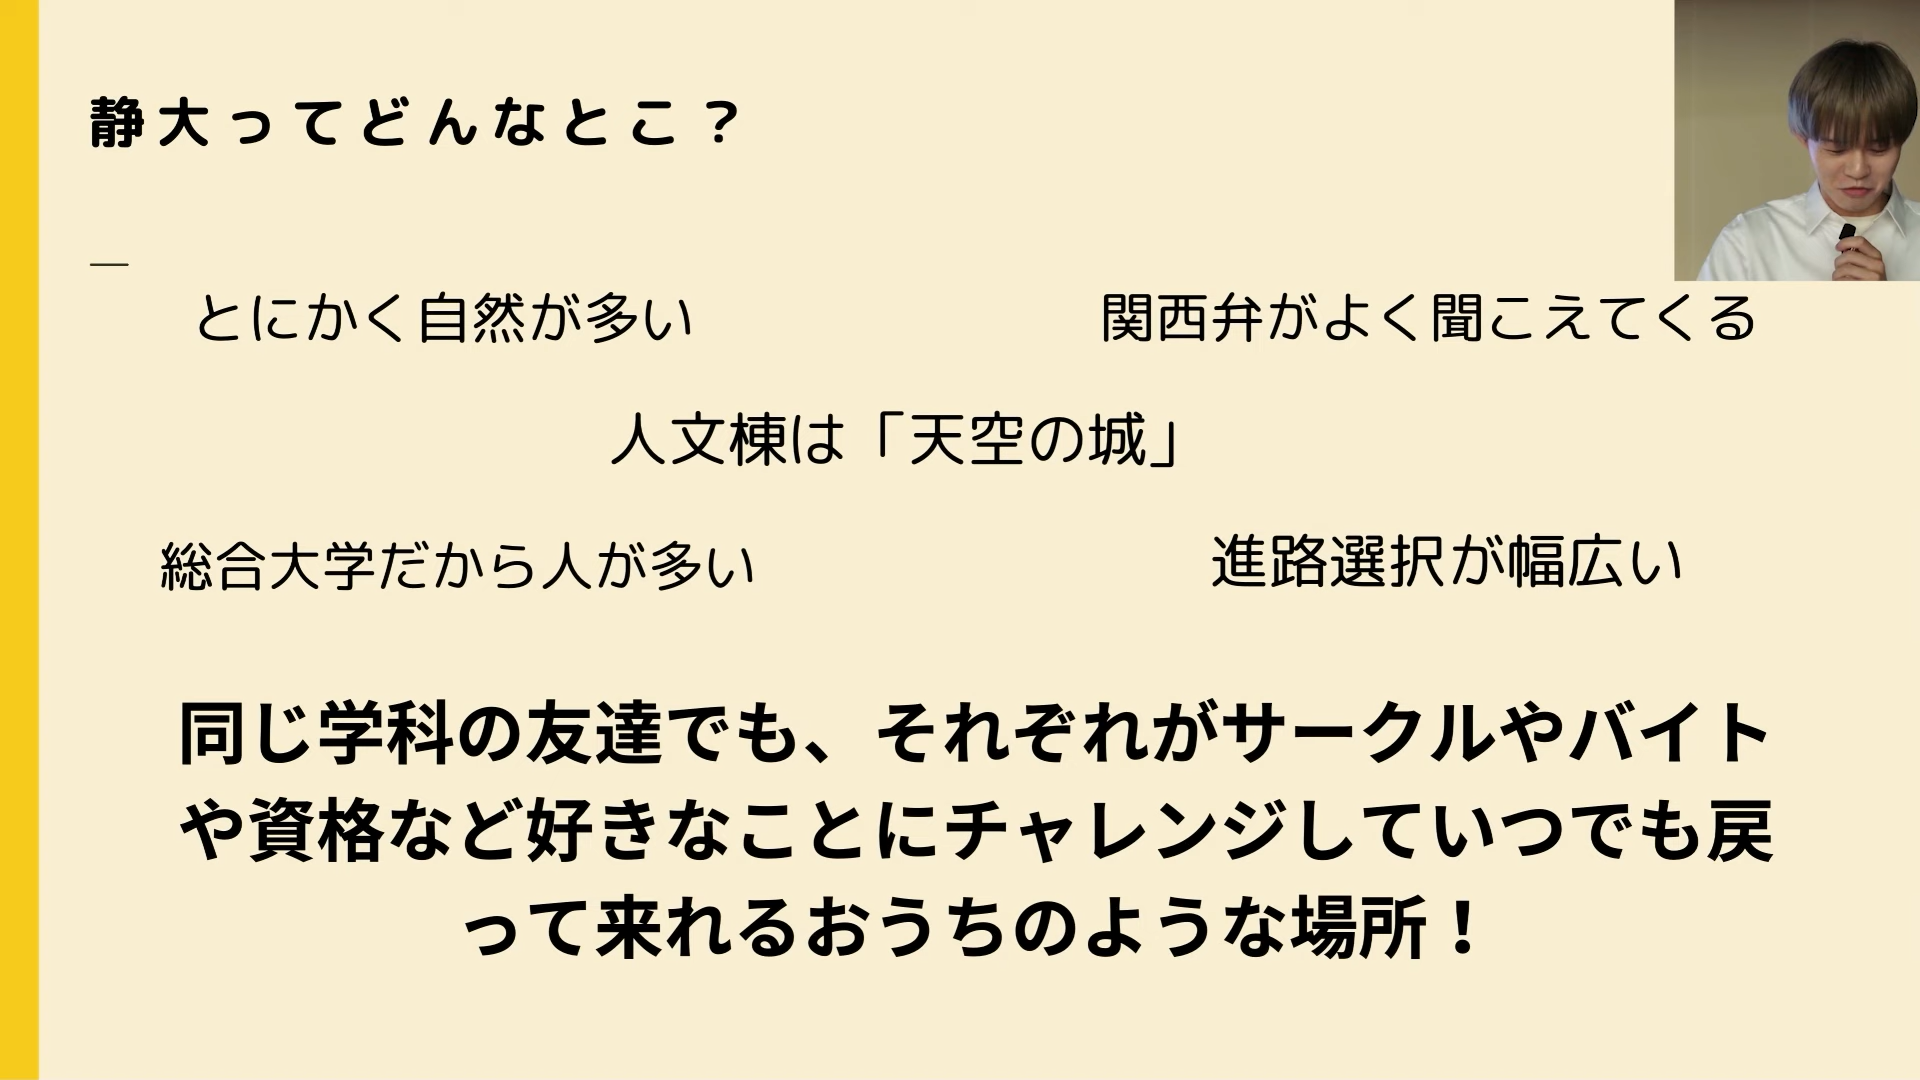 静大ってどんなとこ？
とにかく自然が多い
関西弁がよく聞こえてくる
人文棟は「天空の城」
総合大学だから人が多い
進路選択が幅広い
同じ学科の友達でも、それぞれがサークルやバイト
や資格など好きなことにチャレンジしていつでも戻
って来れるおうちのような場所！